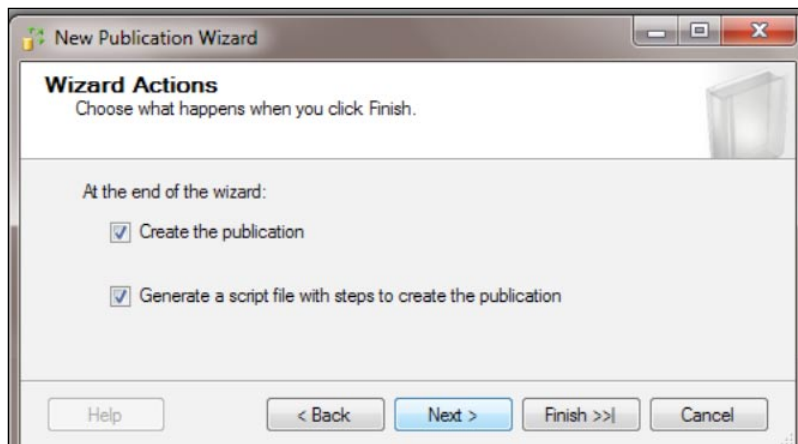 New Publication Wizard
Wizard Actions
Choose what happens when you click Finish.
At the end of the wizard:
Create the publication
Generate a script file with steps to create the publication
Help < Back Next > Finish >>| Cancel